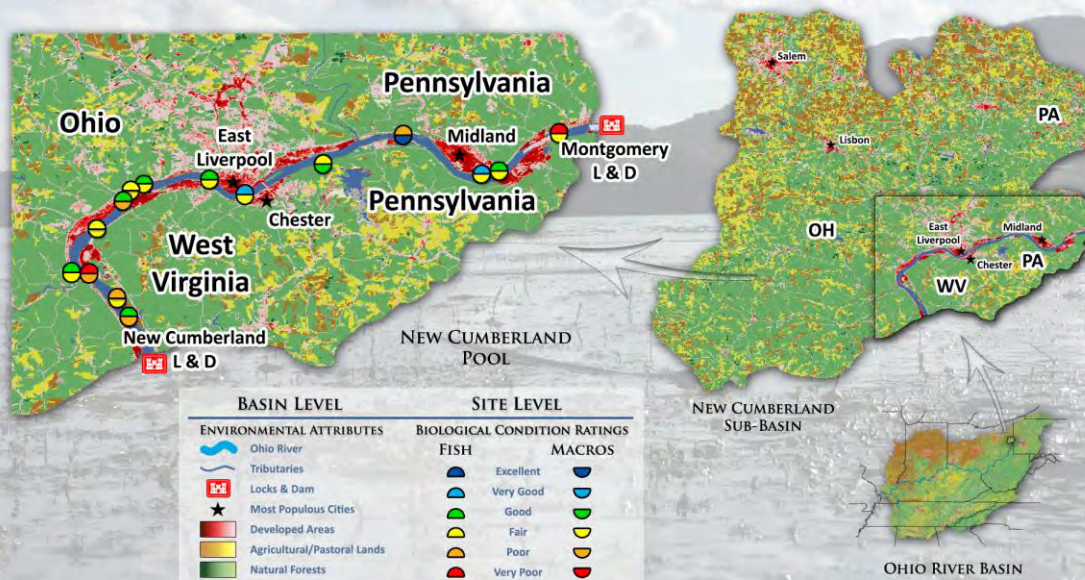 Pennsylvania
Ohio
East
Liverpool
Midland
Montgomery
L & D
Chester
Pennsylvania
West
Virginia
New Cumberland
L & D
New Cumberland
Pool
Salem
Lisbon
PA
OH
East
Liverpool
Midland
Chester
PA
WV
New Cumberland
Sub-Basin
Basin Level
Site Level
Environmental Attributes
Biological Condition Ratings
Fish
Macros
Ohio River
Tributaries
Locks & Dam
Most Populous Cities
Developed Areas
Agricultural/Pastoral Lands
Natural Forests
Excellent
Very Good
Good
Fair
Poor
Very Poor
Ohio River Basin